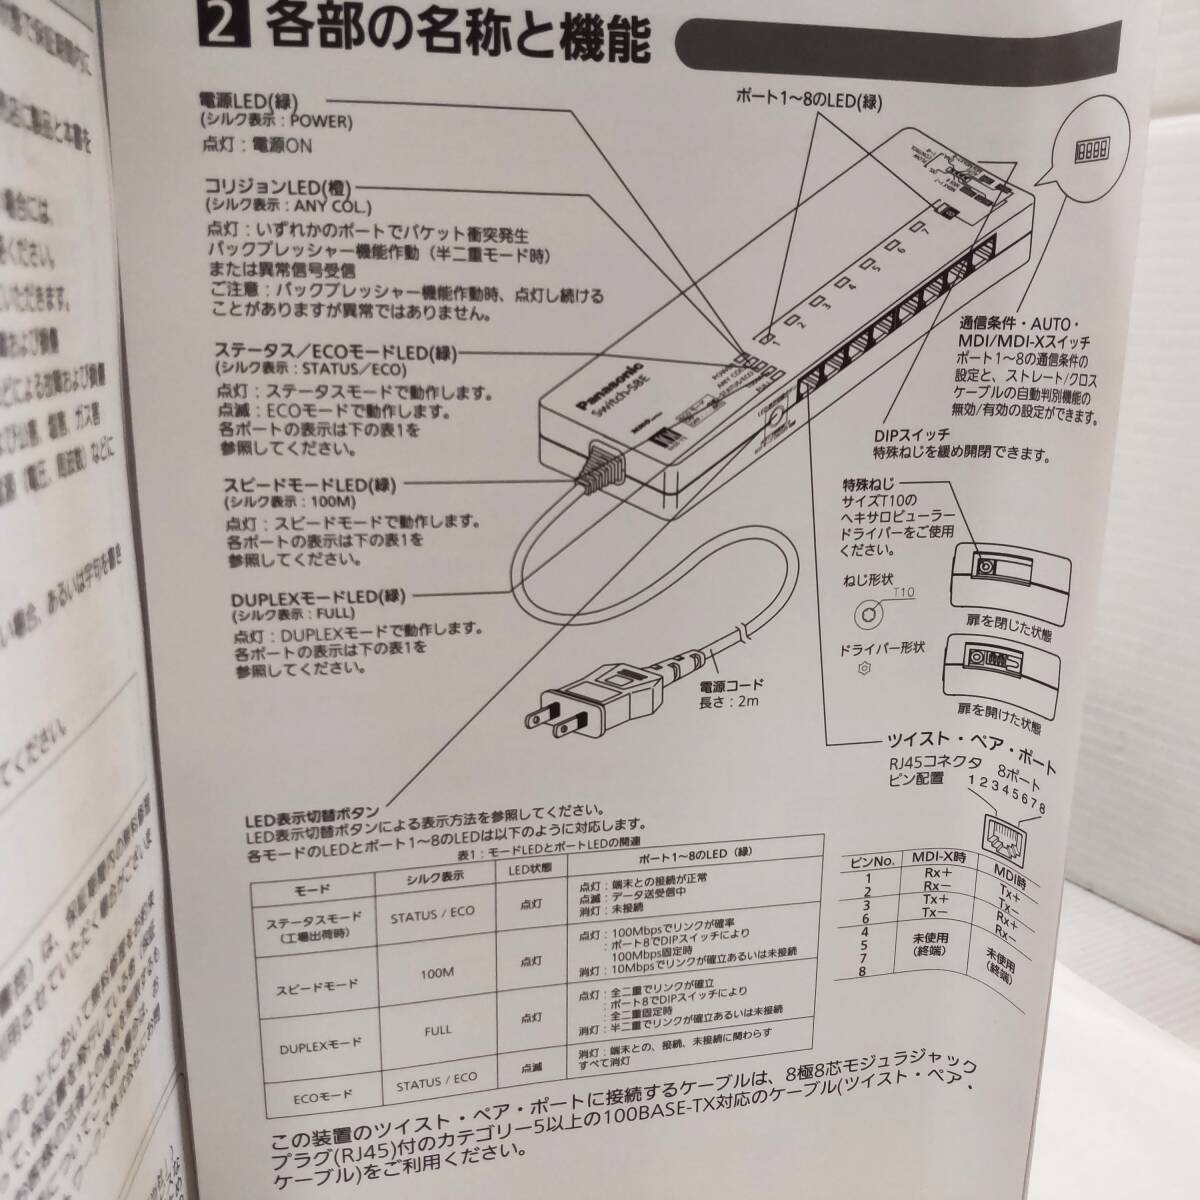 2 各部の名称と機能
電源LED(緑)
(シルク表示：POWER)
点灯：電源ON
コリジョンLED(橙)
(シルク表示：ANY COL.)
点灯：いずれかのポートでパケット衝突発生
バックプレッシャー機能作動（半二重モード時）
または異常信号受信
ご注意：バックプレッシャー機能作動時、点灯し続ける
ことがありますが異常ではありません。
ステータス／ECOモードLED(緑)
(シルク表示：STATUS／ECO)
点灯：ステータスモードで動作します。
点滅：ECOモードで動作します。
各ポートの表示は下の表1を
参照してください。
スピードモードLED(緑)
(シルク表示：100M)
点灯：スピードモードで動作します。
各ポートの表示は下の表1を
参照してください。
DUPLEXモードLED(緑)
(シルク表示：FULL)
点灯：DUPLEXモードで動作します。
各ポートの表示は下の表1を
参照してください。
ポート1～8のLED(緑)
Panasonic
Switch-S8E
1 2 3 4 5 6 7
通信条件・AUTO・
MDI/MDI-Xスイッチ
ポート1～8の通信条件の
設定と、ストレート/クロス
ケーブルの自動判別機能の
無効/有効の設定ができます。
DIPスイッチ
特殊ねじを緩め開閉できます。
特殊ねじ
サイズT10の
ヘキサロビューラー
ドライバーをご使用
ください。
ねじ形状
T10
ドライバー形状
扉を閉じた状態
扉を開けた状態
電源コード
長さ：2m
ツイスト・ペア・ポート
RJ45コネクタ 8ポート
ピン配置 12345678
ピンNo. MDI-X時 MDI時
1 Rx+ Tx+
2 Rx− Tx−
3 Tx+ Rx+
6 Tx− Rx−
4
5 未使用 未使用
7 (終端) (終端)
8
LED表示切替ボタン
LED表示切替ボタンによる表示方法を参照してください。
各モードのLEDとポート1～8のLEDは以下のように対応します。
表1：モードLEDとポートLEDの関連
モード シルク表示 LED状態 ポート1～8のLED（緑）
ステータスモード STATUS / ECO 点灯 点灯：端末との接続が正常
（工場出荷時） 点滅：データ送受信中
消灯：未接続
スピードモード 100M 点灯 点灯：100Mbpsでリンクが確率
：ポート8でDIPスイッチにより
100Mbps固定時
消灯：10Mbpsでリンクが確立あるいは未接続
DUPLEXモード FULL 点灯 点灯：全二重でリンクが確立
：ポート8でDIPスイッチにより
：全二重固定時
消灯：半二重でリンクが確立あるいは未接続
ECOモード STATUS / ECO 点滅 消灯：端末との、接続、未接続に関わらず
すべて消灯
この装置のツイスト・ペア・ポートに接続するケーブルは、8極8芯モジュラジャック
プラグ(RJ45)付のカテゴリー5以上の100BASE-TX対応のケーブル(ツイスト・ペア・
ケーブル)をご利用ください。